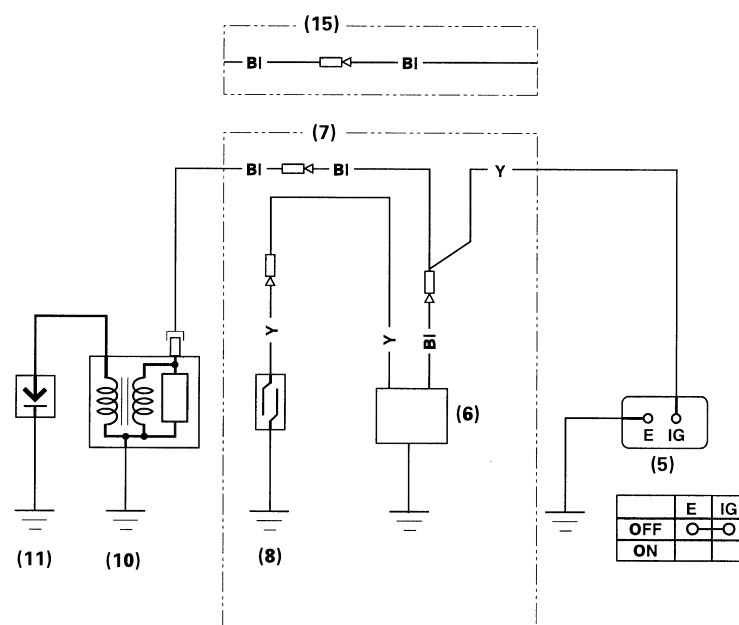 (15)
Bl Bl
(7)
Bl Bl Y
Y Y Bl
(6)
E IG
(5)
E IG
OFF
ON
(11) (10) (8)